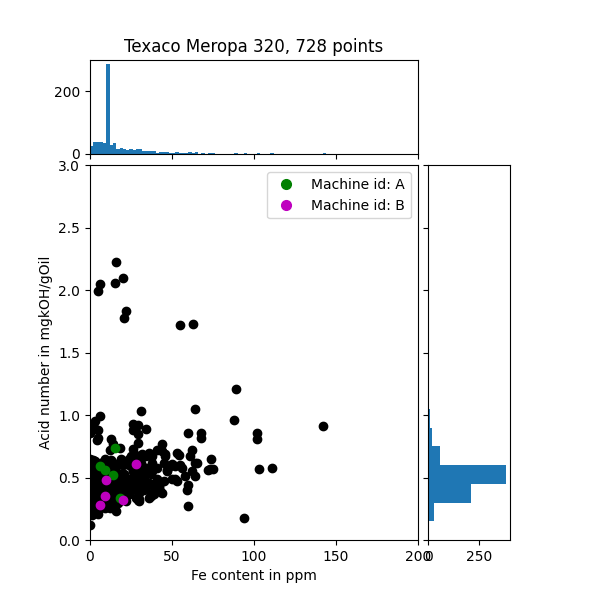 Texaco Meropa 320, 728 points
200
0
3.0
2.5
2.0
1.5
1.0
0.5
0.0
Acid number in mgkOH/gOil
Machine id: A
Machine id: B
0 50 100 150 200
0 250
Fe content in ppm